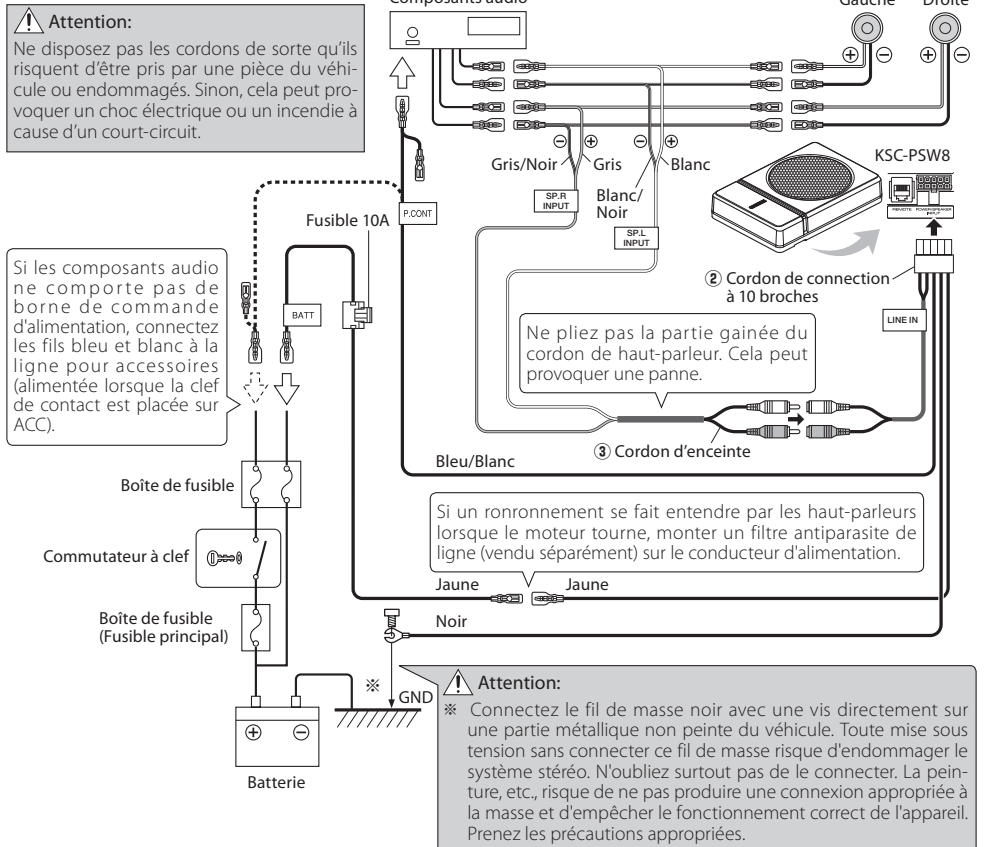 Attention:
Ne disposez pas les cordons de sorte qu'ils
risquent d'être pris par une pièce du véhi-
cule ou endommagés. Sinon, cela peut pro-
voquer un choc électrique ou un incendie à
cause d'un court-circuit.
Composants audio
Gauche
Droite
⊕ ⊖
⊕ ⊖
⊖ ⊕
⊖ ⊕
Gris/Noir
Gris
Blanc/
Noir
Blanc
SP.R
INPUT
SP.L
INPUT
KSC-PSW8
REMOTE
POWER/SPEAKER
INPUT
② Cordon de connection
à 10 broches
LINE IN
P.CONT
Fusible 10A
BATT
Si les composants audio
ne comporte pas de
borne de commande
d'alimentation, connectez
les fils bleu et blanc à la
ligne pour accessoires
(alimentée lorsque la clef
de contact est placée sur
ACC).
Ne pliez pas la partie gainée du
cordon de haut-parleur. Cela peut
provoquer une panne.
③ Cordon d'enceinte
Bleu/Blanc
Boîte de fusible
Si un ronronnement se fait entendre par les haut-parleurs
lorsque le moteur tourne, monter un filtre antiparasite de
ligne (vendu séparément) sur le conducteur d'alimentation.
Commutateur à clef
Jaune
Jaune
Boîte de fusible
(Fusible principal)
Noir
※
GND
⊕ ⊖
Batterie
Attention:
※ Connectez le fil de masse noir avec une vis directement sur
une partie métallique non peinte du véhicule. Toute mise sous
tension sans connecter ce fil de masse risque d'endommager le
système stéréo. N'oubliez surtout pas de le connecter. La pein-
ture, etc., risque de ne pas produire une connexion appropriée à
la masse et d'empêcher le fonctionnement correct de l'appareil.
Prenez les précautions appropriées.